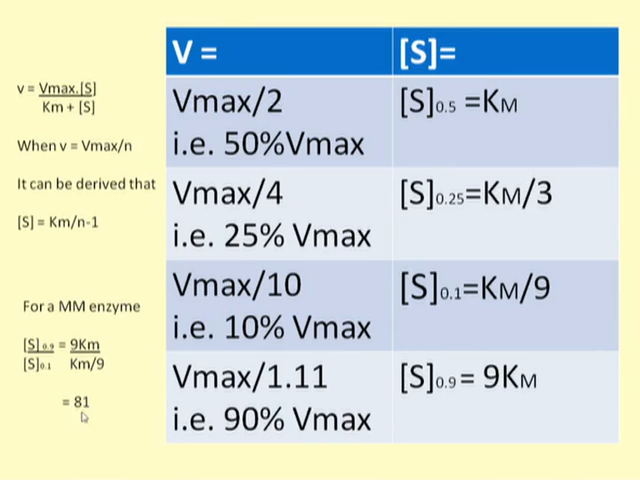 v = Vmax.[S]
Km + [S]
When v = Vmax/n
It can be derived that
[S] = Km/n-1
For a MM enzyme
[S]0.9 = 9Km
[S]0.1 Km/9
= 81
V = [S]=
Vmax/2 [S]0.5 =KM
i.e. 50%Vmax
Vmax/4 [S]0.25=KM/3
i.e. 25% Vmax
Vmax/10 [S]0.1=KM/9
i.e. 10% Vmax
Vmax/1.11 [S]0.9 = 9KM
i.e. 90% Vmax